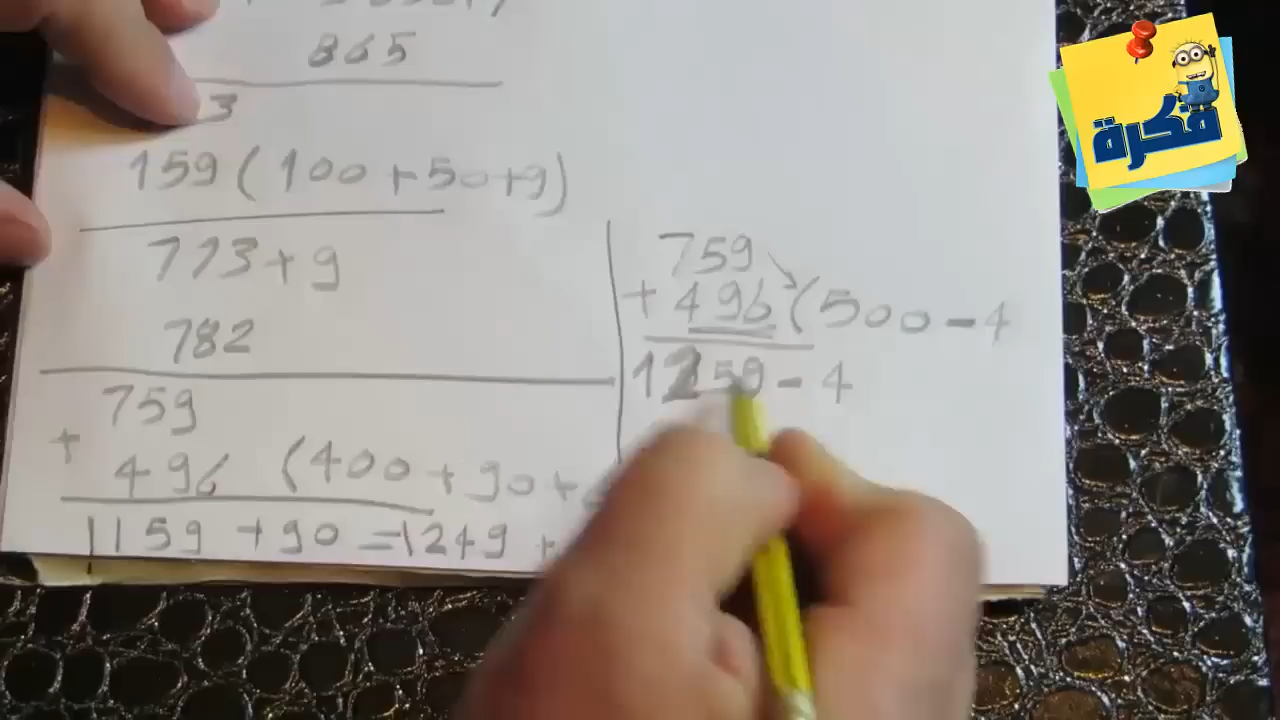 865
3
159 (100 + 50 + 9)
773 + 9
782
759
+ 496 (400 + 90 +
1159 + 90 = 1249 +
759
+ 496 (500 - 4
1259 - 4
فكرة